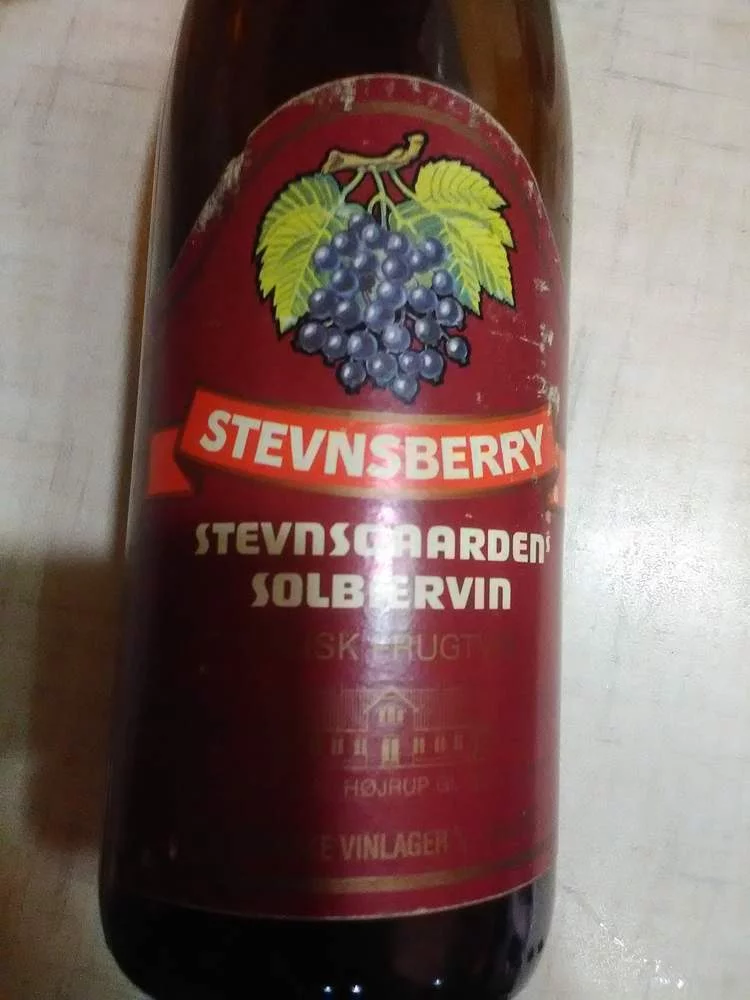 STEVNSBERRY
STEVNSGAARDENS
SOLBÆRVIN
HØJRUP
VINLAGER